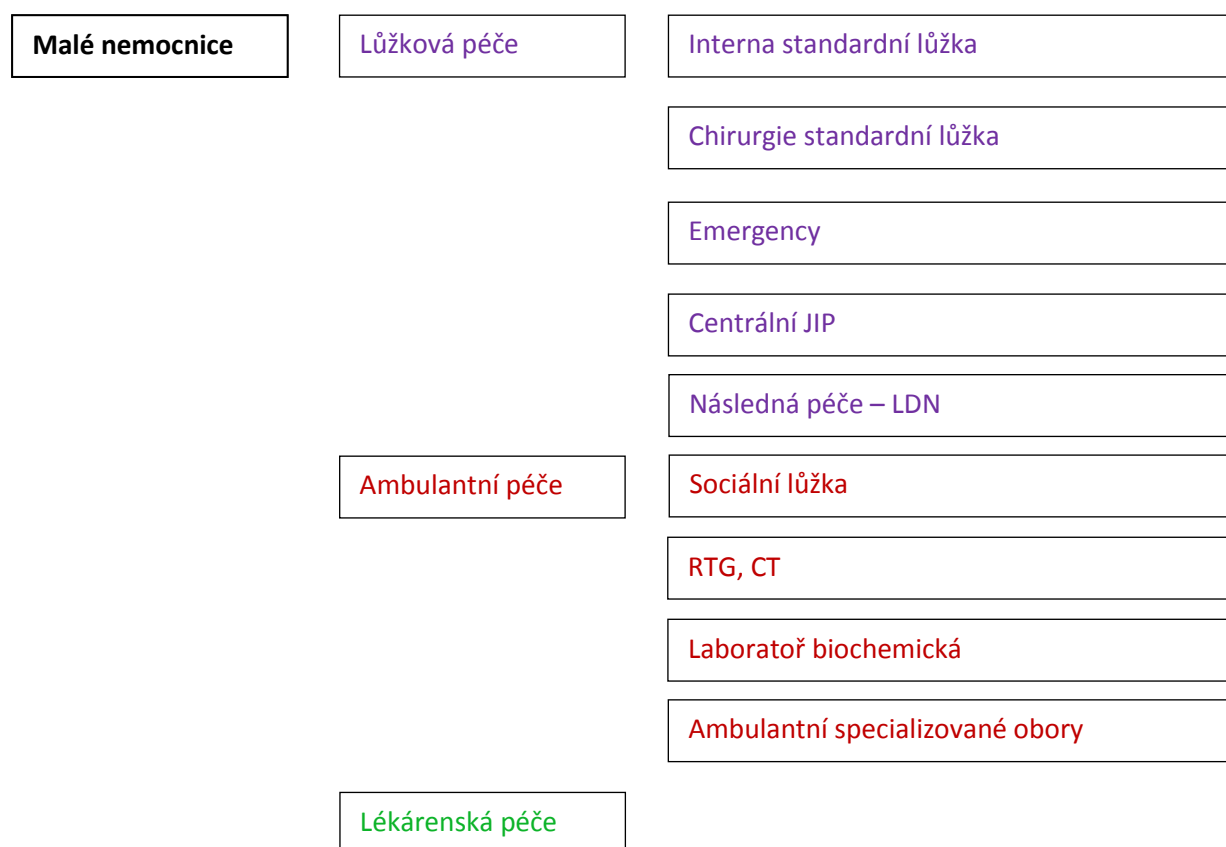 Malé nemocnice
Lůžková péče
Interna standardní lůžka
Chirurgie standardní lůžka
Emergency
Centrální JIP
Následná péče – LDN
Ambulantní péče
Sociální lůžka
RTG, CT
Laboratoř biochemická
Ambulantní specializované obory
Lékárenská péče